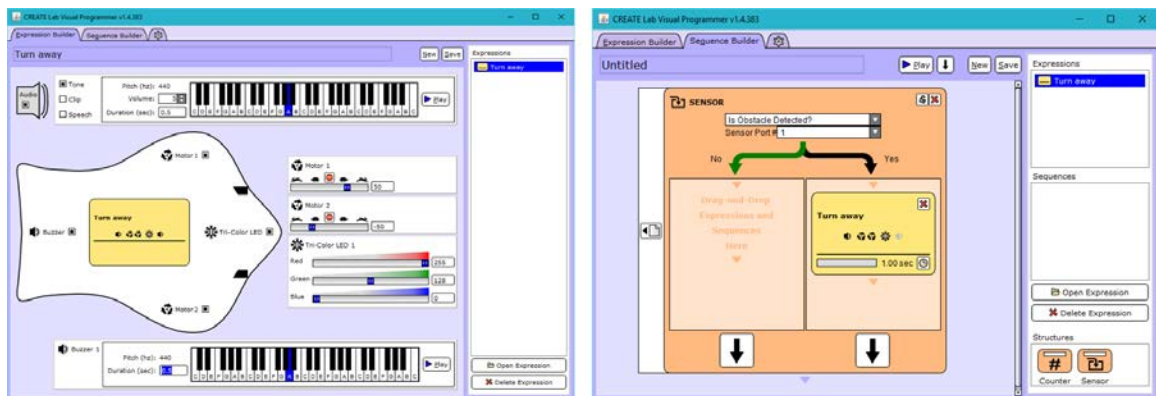 CREATE Lab Visual Programmer v1.4.383
Expression Builder Sequence Builder
Turn away
New Save
Audio
Tone
Clip
Speech
Pitch (hz): 440
Volume: 5
Duration (sec): 0.5
C D E F G A B C D E F G A B C D E F G A B C
Play
Motor 1
Buzzer
Turn away
Tri-Color LED
Motor 2
Motor 1
50
Motor 2
-50
Tri-Color LED 1
Red 255
Green 128
Blue 0
Buzzer 1
Pitch (hz): 440
Duration (sec): 0.5
C D E F G A B C D E F G A B C D E F G A B C
Play
Expressions
Turn away
Open Expression
Delete Expression
CREATE Lab Visual Programmer v1.4.383
Expression Builder Sequence Builder
Untitled
Play New Save
SENSOR
Is Obstacle Detected?
Sensor Port # 1
No Yes
Drag-and-Drop
Expressions and
Sequences
Here
Turn away
1.00 sec
Expressions
Turn away
Sequences
Open Expression
Delete Expression
Structures
#
Counter Sensor